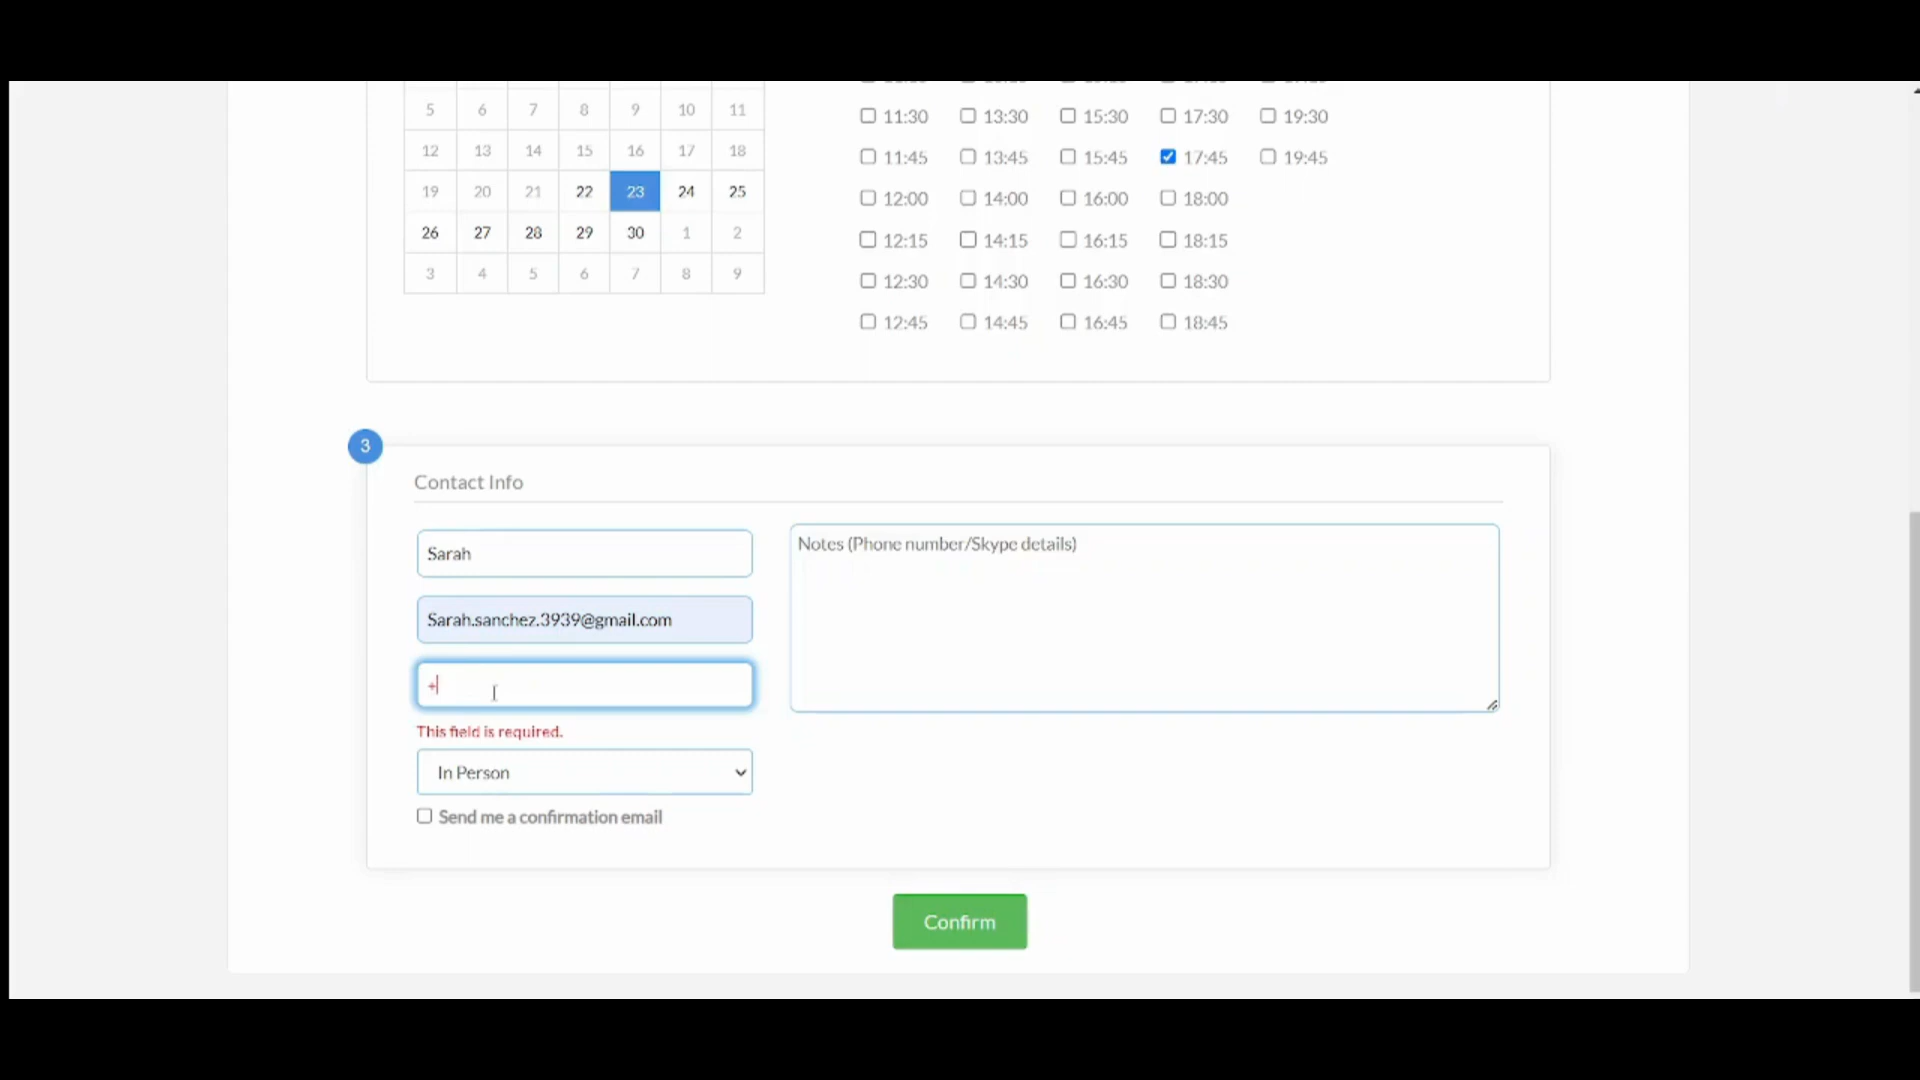 5 6 7 8 9 10 11
12 13 14 15 16 17 18
19 20 21 22 23 24 25
26 27 28 29 30 1 2
3 4 5 6 7 8 9
11:30 13:30 15:30 17:30 19:30
11:45 13:45 15:45 17:45 19:45
12:00 14:00 16:00 18:00
12:15 14:15 16:15 18:15
12:30 14:30 16:30 18:30
12:45 14:45 16:45 18:45
3
Contact Info
Sarah
Sarah.sanchez.3939@gmail.com
+
This field is required.
In Person
Send me a confirmation email
Notes (Phone number/Skype details)
Confirm